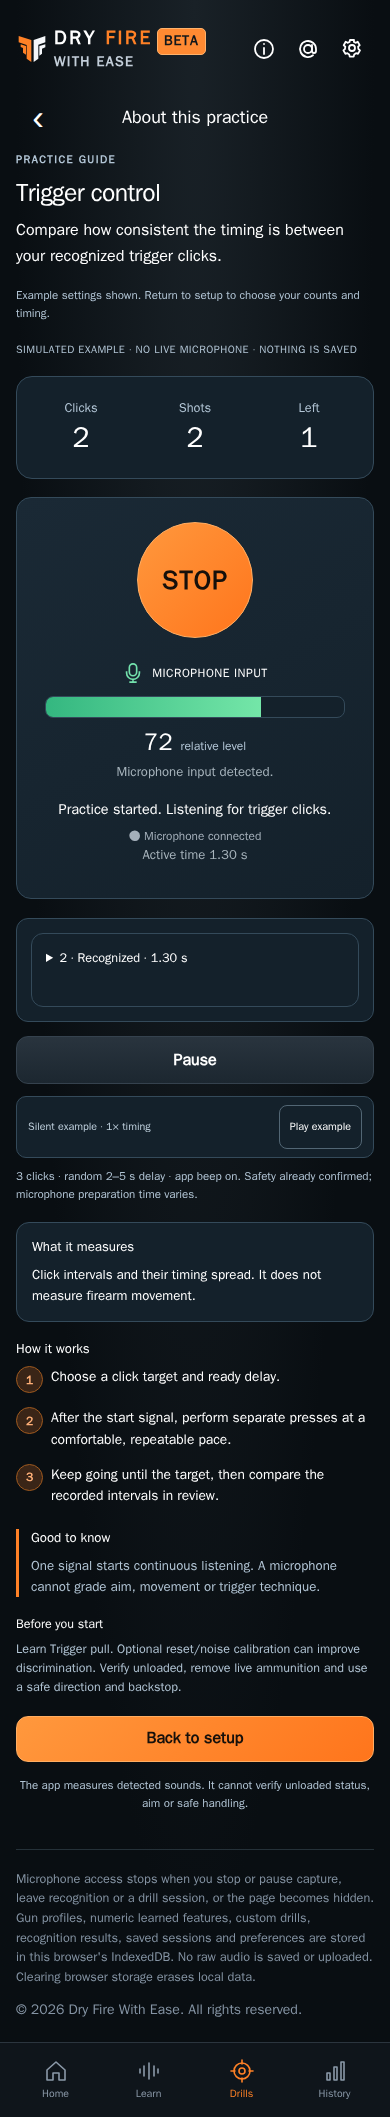 DRY FIRE BETA
WITH EASE
About this practice
PRACTICE GUIDE
Trigger control
Compare how consistent the timing is between
your recognized trigger clicks.
Example settings shown. Return to setup to choose your counts and
timing.
SIMULATED EXAMPLE · NO LIVE MICROPHONE · NOTHING IS SAVED
Clicks Shots Left
2 2 1
STOP
MICROPHONE INPUT
72 relative level
Microphone input detected.
Practice started. Listening for trigger clicks.
Microphone connected
Active time 1.30 s
2 · Recognized · 1.30 s
Pause
Silent example · 1× timing Play example
3 clicks · random 2–5 s delay · app beep on. Safety already confirmed;
microphone preparation time varies.
What it measures
Click intervals and their timing spread. It does not
measure firearm movement.
How it works
1 Choose a click target and ready delay.
2 After the start signal, perform separate presses at a
comfortable, repeatable pace.
3 Keep going until the target, then compare the
recorded intervals in review.
Good to know
One signal starts continuous listening. A microphone
cannot grade aim, movement or trigger technique.
Before you start
Learn Trigger pull. Optional reset/noise calibration can improve
discrimination. Verify unloaded, remove live ammunition and use
a safe direction and backstop.
Back to setup
The app measures detected sounds. It cannot verify unloaded status,
aim or safe handling.
Microphone access stops when you stop or pause capture,
leave recognition or a drill session, or the page becomes hidden.
Gun profiles, numeric learned features, custom drills,
recognition results, saved sessions and preferences are stored
in this browser's IndexedDB. No raw audio is saved or uploaded.
Clearing browser storage erases local data.
© 2026 Dry Fire With Ease. All rights reserved.
Home Learn Drills History